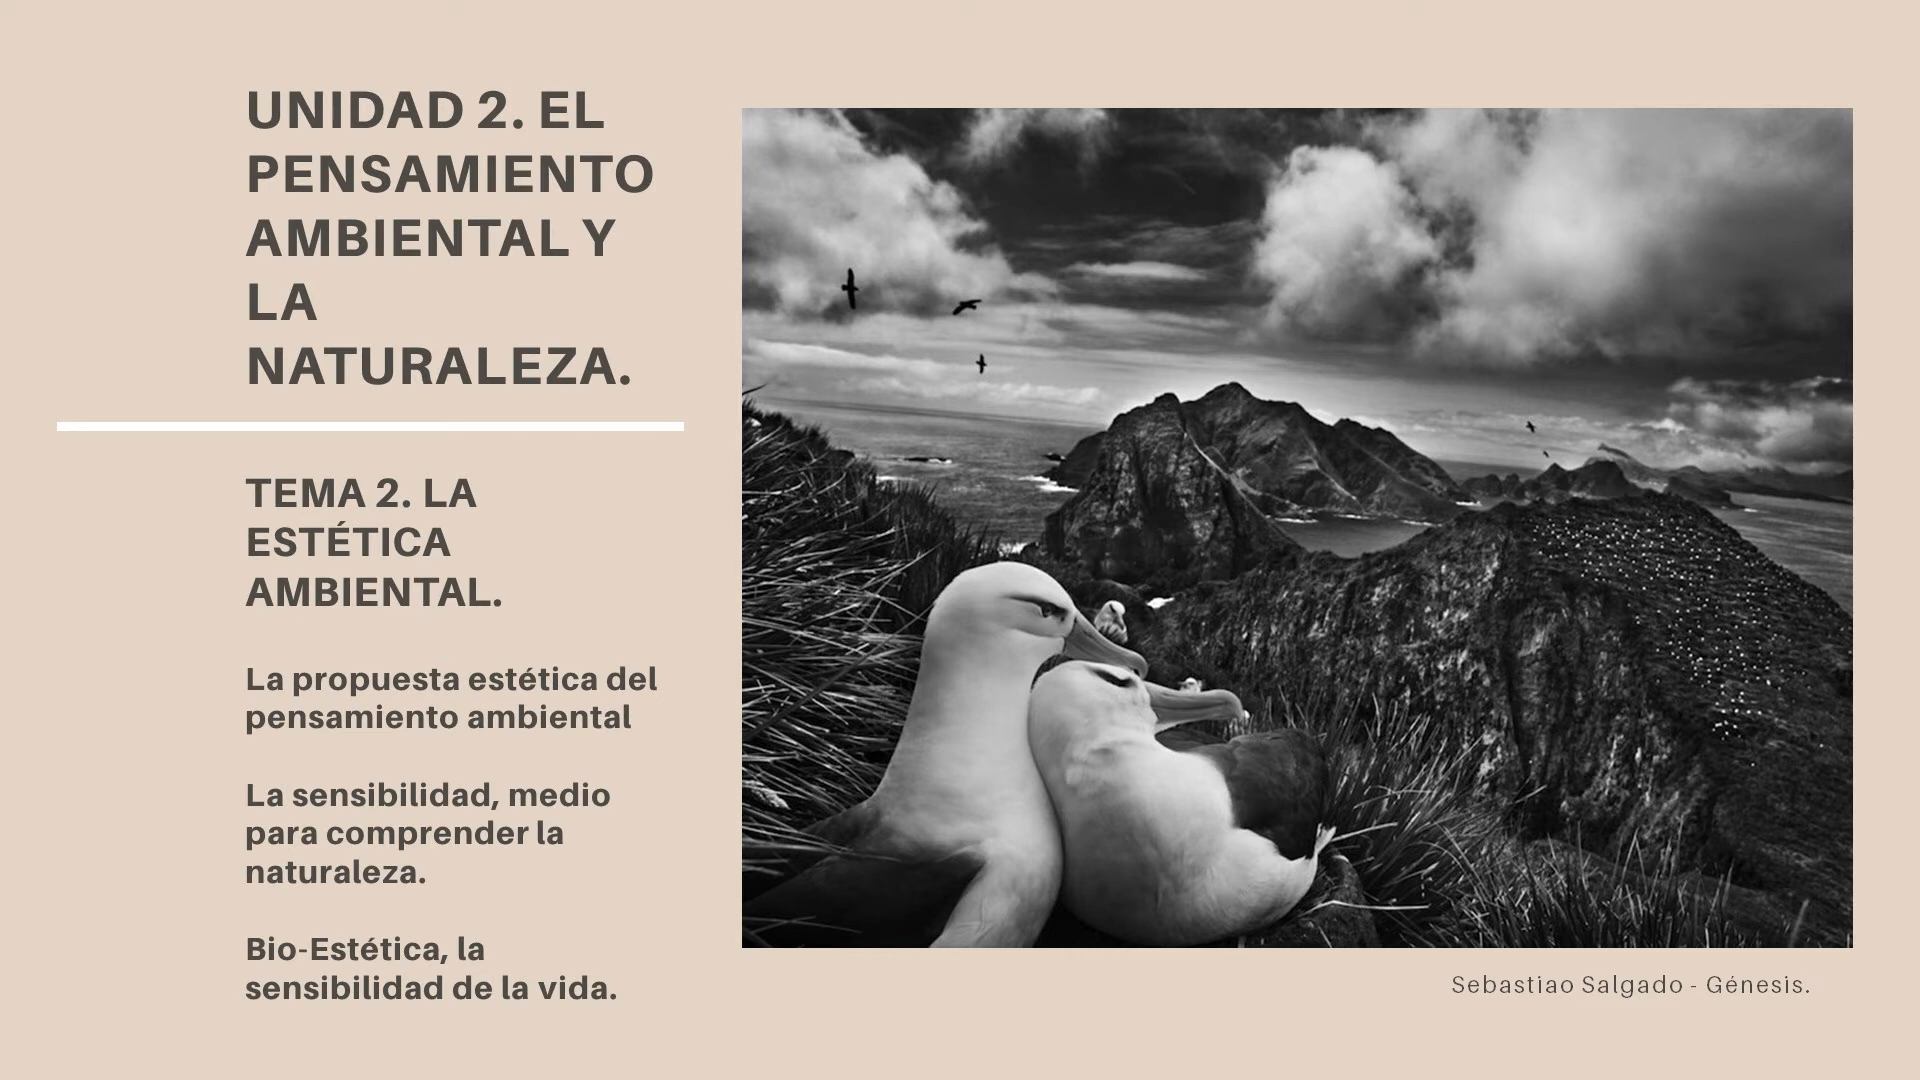 UNIDAD 2. EL
PENSAMIENTO
AMBIENTAL Y
LA
NATURALEZA.
TEMA 2. LA
ESTÉTICA
AMBIENTAL.
La propuesta estética del
pensamiento ambiental
La sensibilidad, medio
para comprender la
naturaleza.
Bio-Estética, la
sensibilidad de la vida.
Sebastiao Salgado - Génesis.